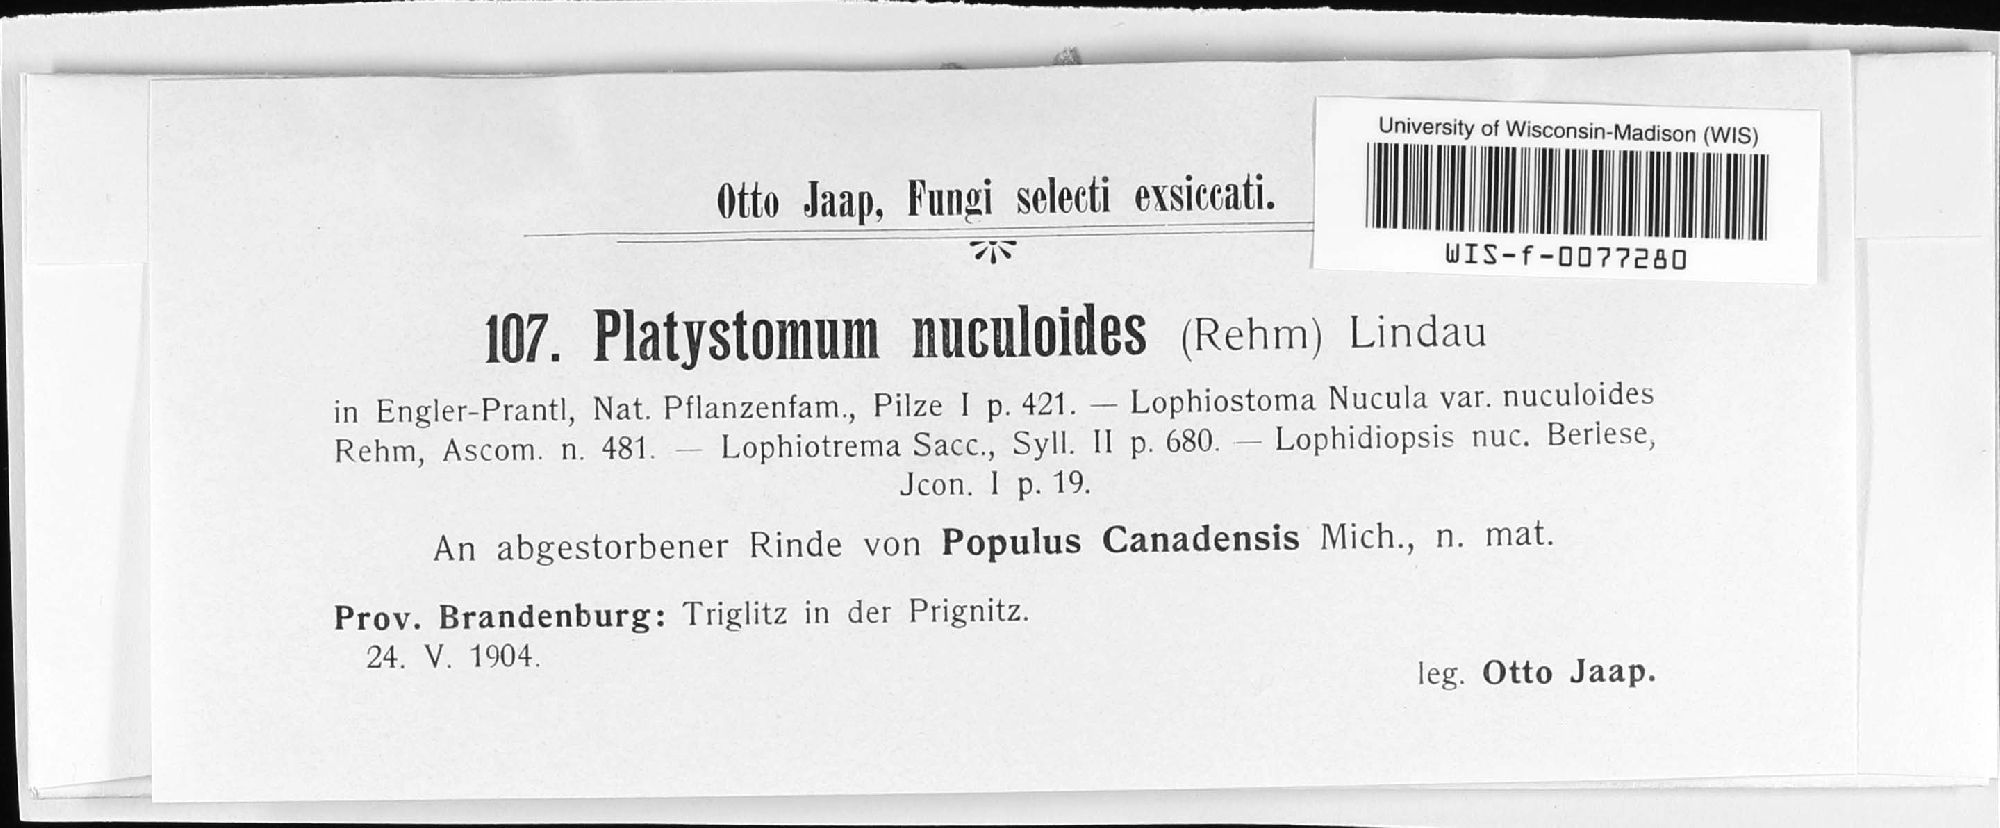 University of Wisconsin-Madison (WIS)
WIS-f-0077280
Otto Jaap, Fungi selecti exsiccati.
107. Platystomum nuculoides (Rehm) Lindau
in Engler-Prantl, Nat. Pflanzenfam., Pilze I p. 421. — Lophiostoma Nucula var. nuculoides
Rehm, Ascom. n. 481. — Lophiotrema Sacc., Syll. II p. 680. — Lophidiopsis nuc. Berlese,
Jcon. I p. 19.
An abgestorbener Rinde von Populus Canadensis Mich., n. mat.
Prov. Brandenburg: Triglitz in der Prignitz.
24. V. 1904.
leg. Otto Jaap.